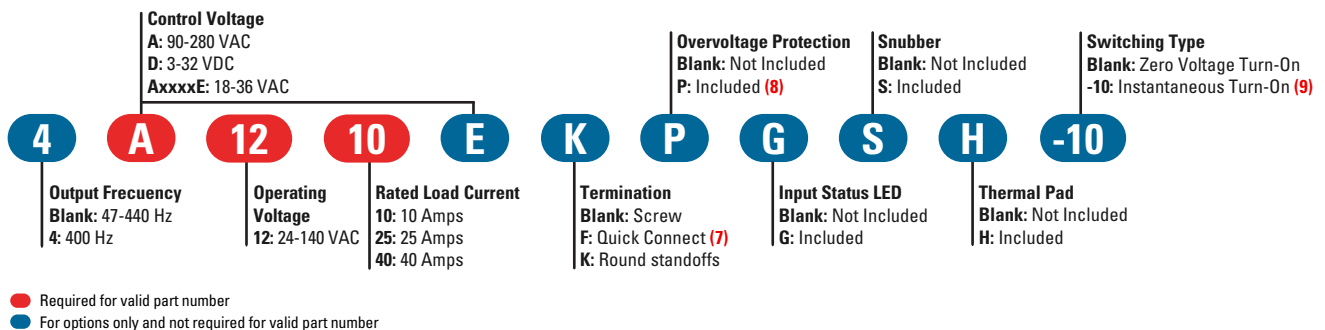 Control Voltage
A: 90-280 VAC
D: 3-32 VDC
AxxxxE: 18-36 VAC
Overvoltage Protection
Blank: Not Included
P: Included (8)
Snubber
Blank: Not Included
S: Included
Switching Type
Blank: Zero Voltage Turn-On
-10: Instantaneous Turn-On (9)
4 A 12 10 E K P G S H -10
Output Frecuency
Blank: 47-440 Hz
4: 400 Hz
Operating
Voltage
12: 24-140 VAC
Rated Load Current
10: 10 Amps
25: 25 Amps
40: 40 Amps
Termination
Blank: Screw
F: Quick Connect (7)
K: Round standoffs
Input Status LED
Blank: Not Included
G: Included
Thermal Pad
Blank: Not Included
H: Included
Required for valid part number
For options only and not required for valid part number